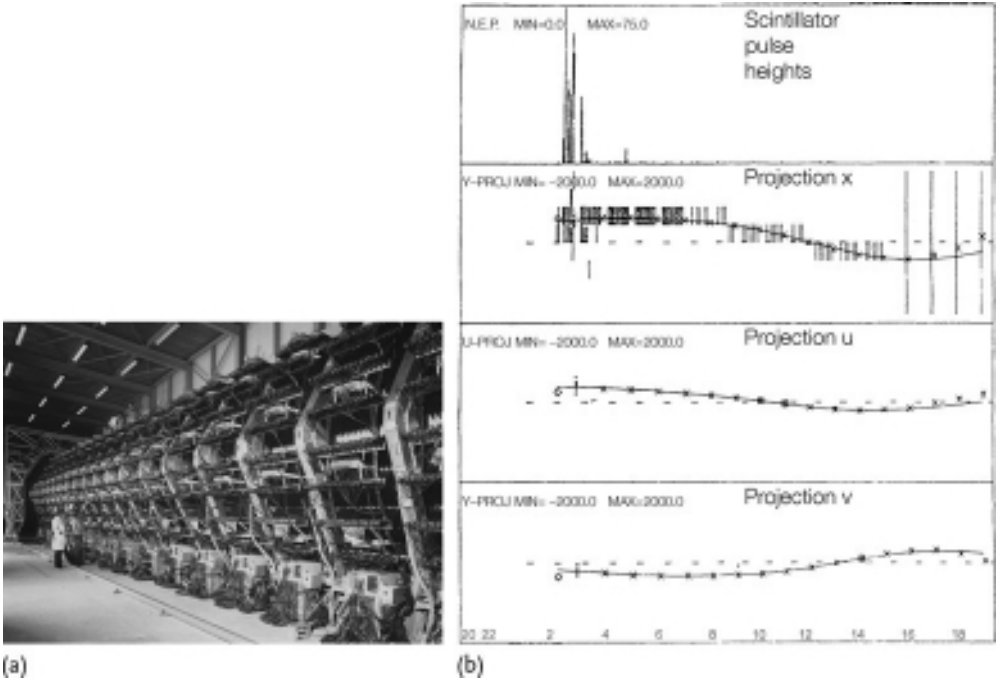 N.E.P. MIN=0.0 MAX=75.0
Scintillator
pulse
heights
Y-PROJ MIN= -2000.0 MAX=2000.0
Projection x
U-PROJ MIN= -2000.0 MAX=2000.0
Projection u
Y-PROJ MIN= -2000.0 MAX=2000.0
Projection v
20 22 2 4 6 8 10 12 14 16 18
(a)
(b)